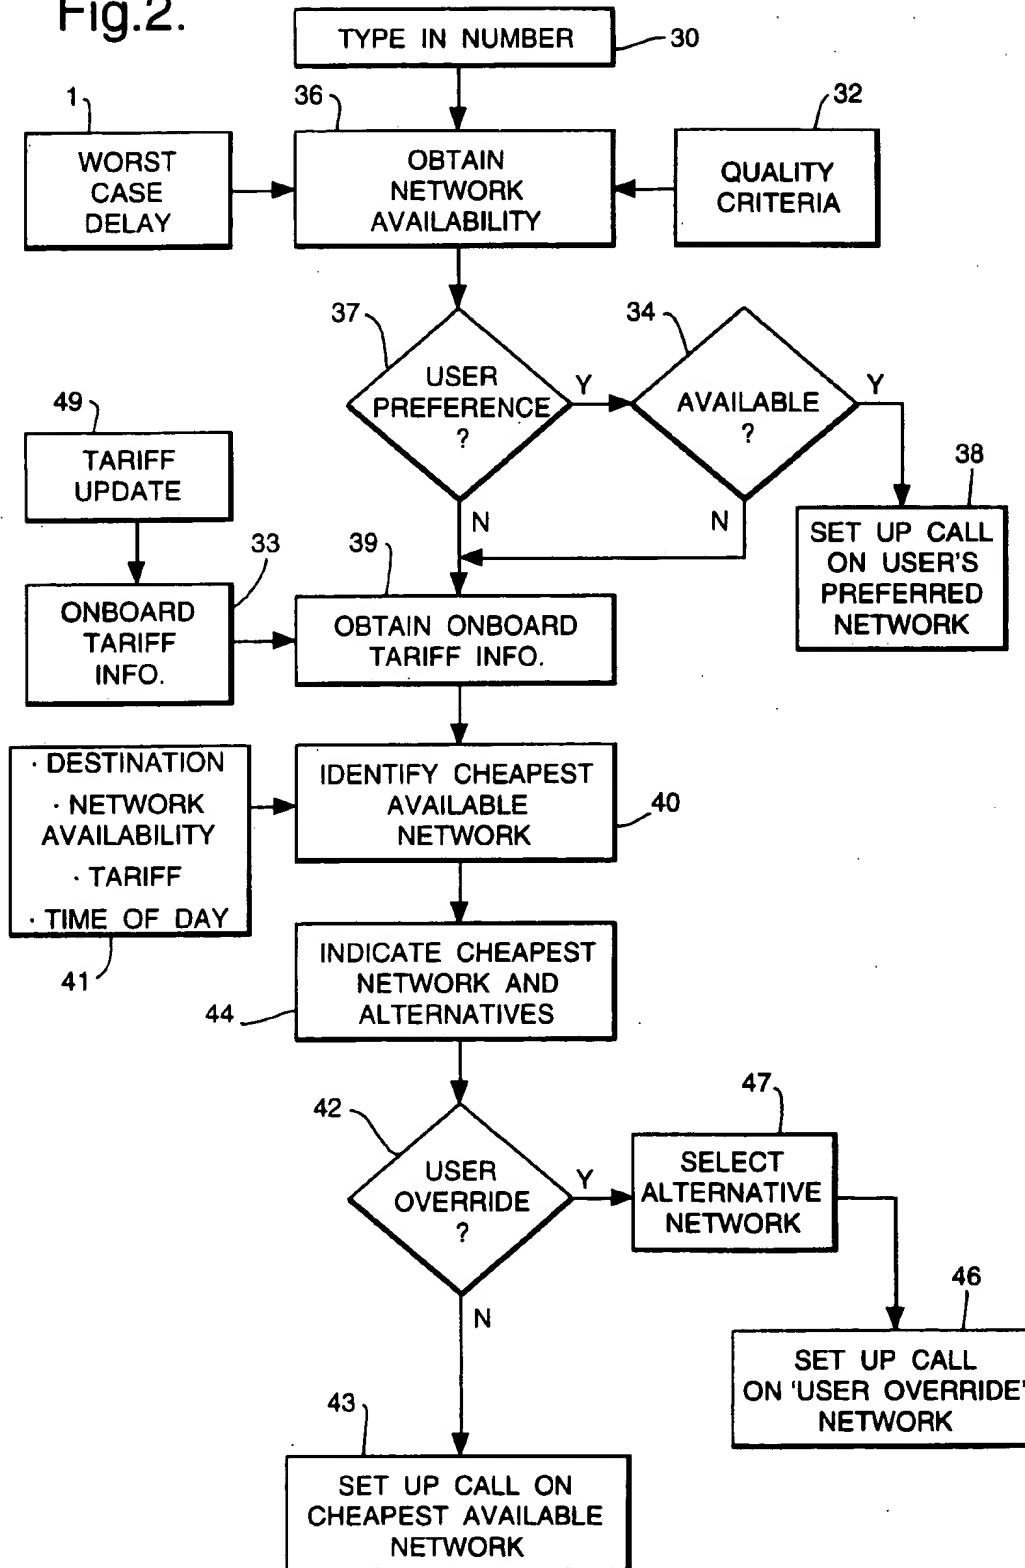 Fig.2.
TYPE IN NUMBER
30
36
1
32
WORST
CASE
DELAY
OBTAIN
NETWORK
AVAILABILITY
QUALITY
CRITERIA
37
34
USER
PREFERENCE
?
Y
AVAILABLE
?
Y
49
TARIFF
UPDATE
N
N
38
SET UP CALL
ON USER'S
PREFERRED
NETWORK
33
39
ONBOARD
TARIFF
INFO.
OBTAIN ONBOARD
TARIFF INFO.
· DESTINATION
· NETWORK
AVAILABILITY
· TARIFF
· TIME OF DAY
41
IDENTIFY CHEAPEST
AVAILABLE
NETWORK
40
INDICATE CHEAPEST
NETWORK AND
ALTERNATIVES
44
42
USER
OVERRIDE
?
Y
47
SELECT
ALTERNATIVE
NETWORK
N
46
SET UP CALL
ON 'USER OVERRIDE'
NETWORK
43
SET UP CALL ON
CHEAPEST AVAILABLE
NETWORK